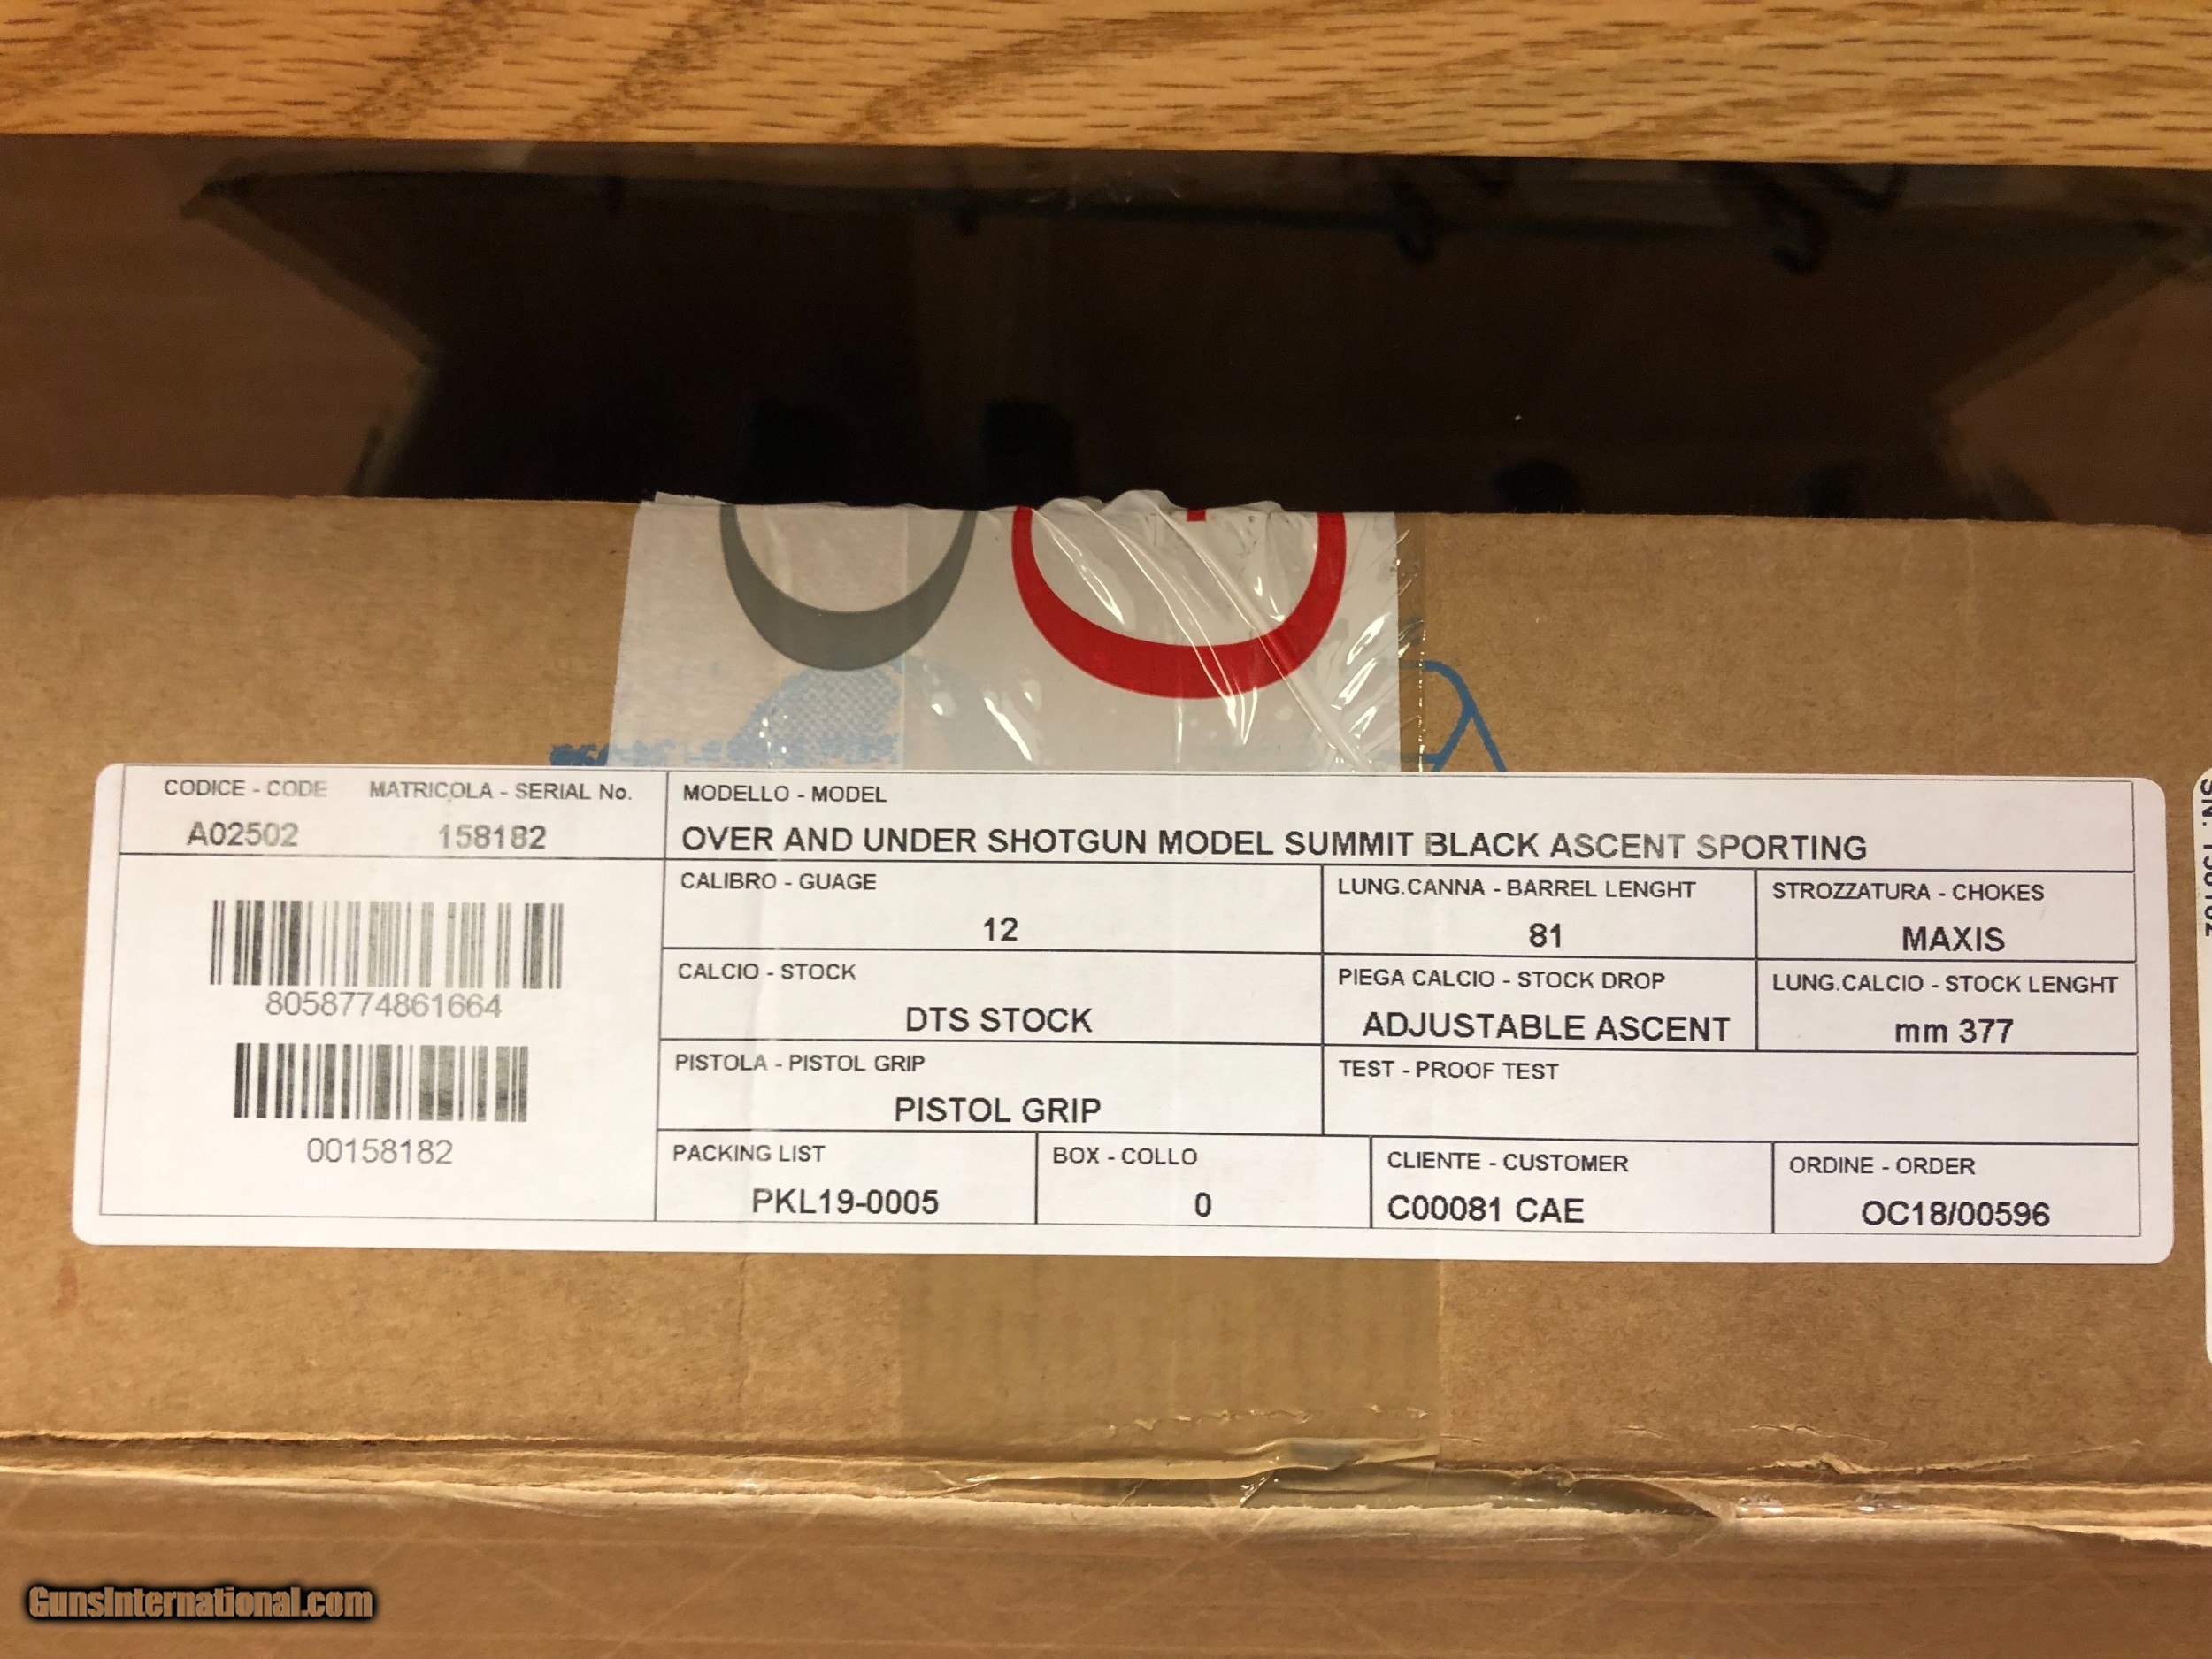 CODICE - CODE MATRICOLA - SERIAL No.
A02502 158182
8058774861664
00158182
MODELLO - MODEL
OVER AND UNDER SHOTGUN MODEL SUMMIT BLACK ASCENT SPORTING
CALIBRO - GUAGE
12
LUNG.CANNA - BARREL LENGHT
81
STROZZATURA - CHOKES
MAXIS
CALCIO - STOCK
DTS STOCK
PIEGA CALCIO - STOCK DROP
ADJUSTABLE ASCENT
LUNG.CALCIO - STOCK LENGHT
mm 377
PISTOLA - PISTOL GRIP
PISTOL GRIP
TEST - PROOF TEST
PACKING LIST
PKL19-0005
BOX - COLLO
0
CLIENTE - CUSTOMER
C00081 CAE
ORDINE - ORDER
OC18/00596
GunsInternational.com